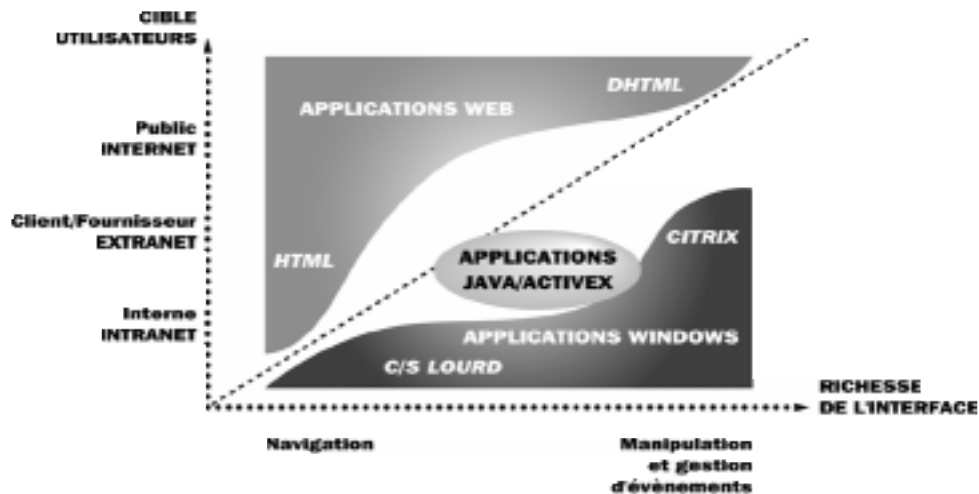 CIBLE
UTILISATEURS
DHTML
APPLICATIONS WEB
Public
INTERNET
Client/Fournisseur
EXTRANET
CITRIX
HTML
APPLICATIONS
JAVA/ACTIVEX
Interne
INTRANET
APPLICATIONS WINDOWS
C/S LOURD
RICHESSE
DE L'INTERFACE
Navigation
Manipulation
et gestion
d'évènements